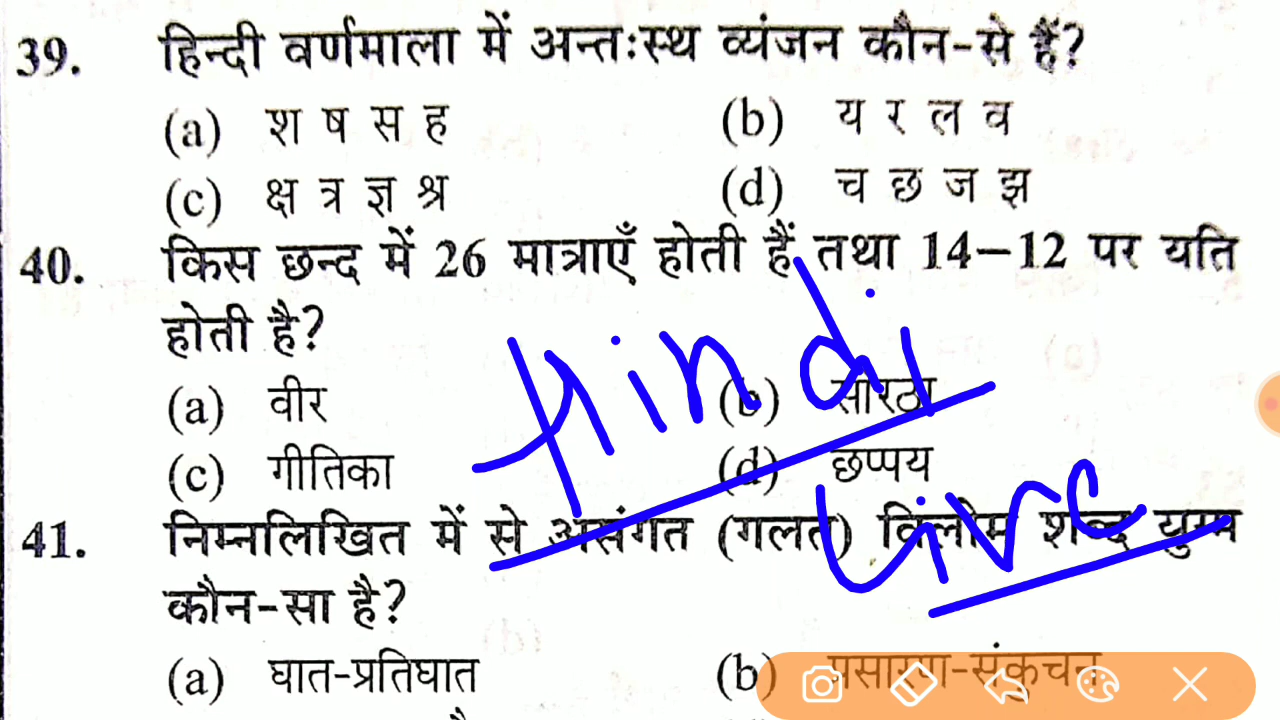 39. हिन्दी वर्णमाला में अन्तःस्थ व्यंजन कौन-से हैं?
(a) श ष स ह (b) य र ल व
(c) क्ष त्र ज्ञ श्र (d) च छ ज झ
40. किस छन्द में 26 मात्राएँ होती हैं तथा 14–12 पर यति
होती है?
Hindi
(a) वीर (b) सोरठा
(c) गीतिका (d) छप्पय
Live
41. निम्नलिखित में से असंगत (गलत) विलोम शब्द युग्म
कौन-सा है?
(a) घात-प्रतिघात (b) प्रसारण-संकुचन